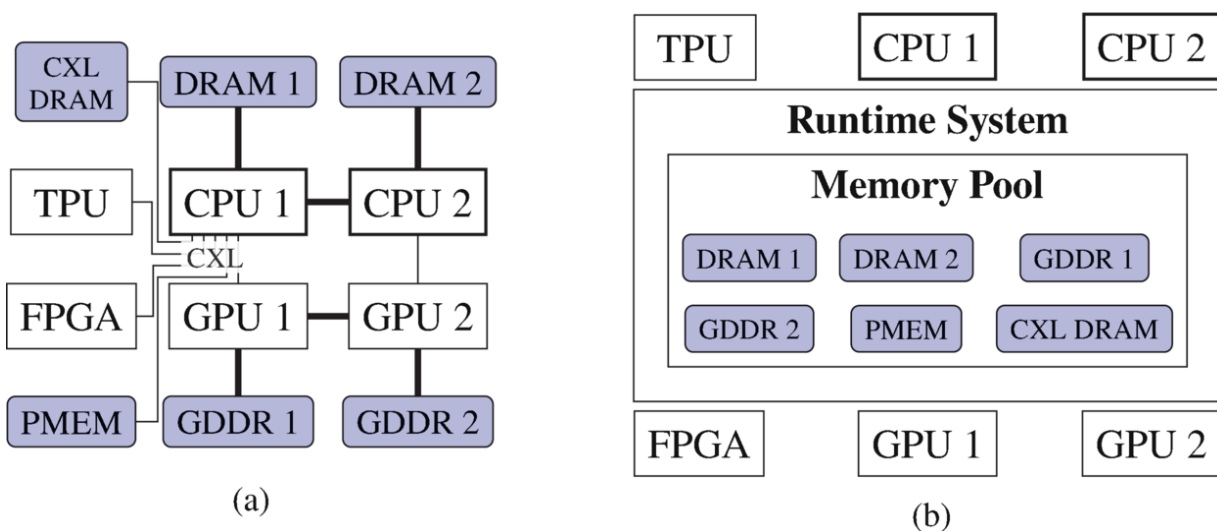 CXL
DRAM
DRAM 1
DRAM 2
TPU
CPU 1
CPU 2
CXL
FPGA
GPU 1
GPU 2
PMEM
GDDR 1
GDDR 2
(a)
TPU
CPU 1
CPU 2
Runtime System
Memory Pool
DRAM 1
DRAM 2
GDDR 1
GDDR 2
PMEM
CXL DRAM
FPGA
GPU 1
GPU 2
(b)